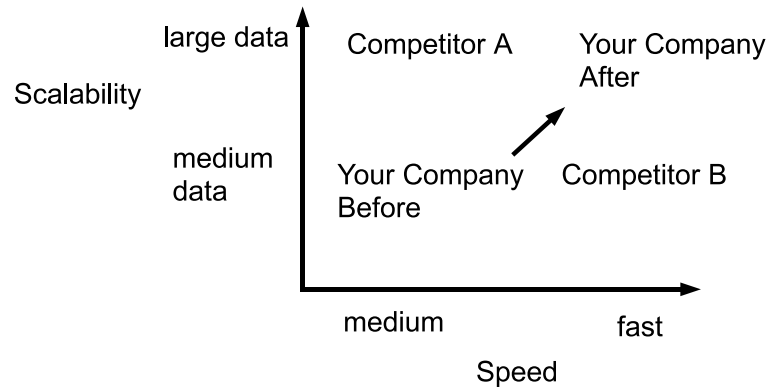 large data
Competitor A
Your Company
After
Scalability
medium
data
Your Company
Before
Competitor B
medium
fast
Speed